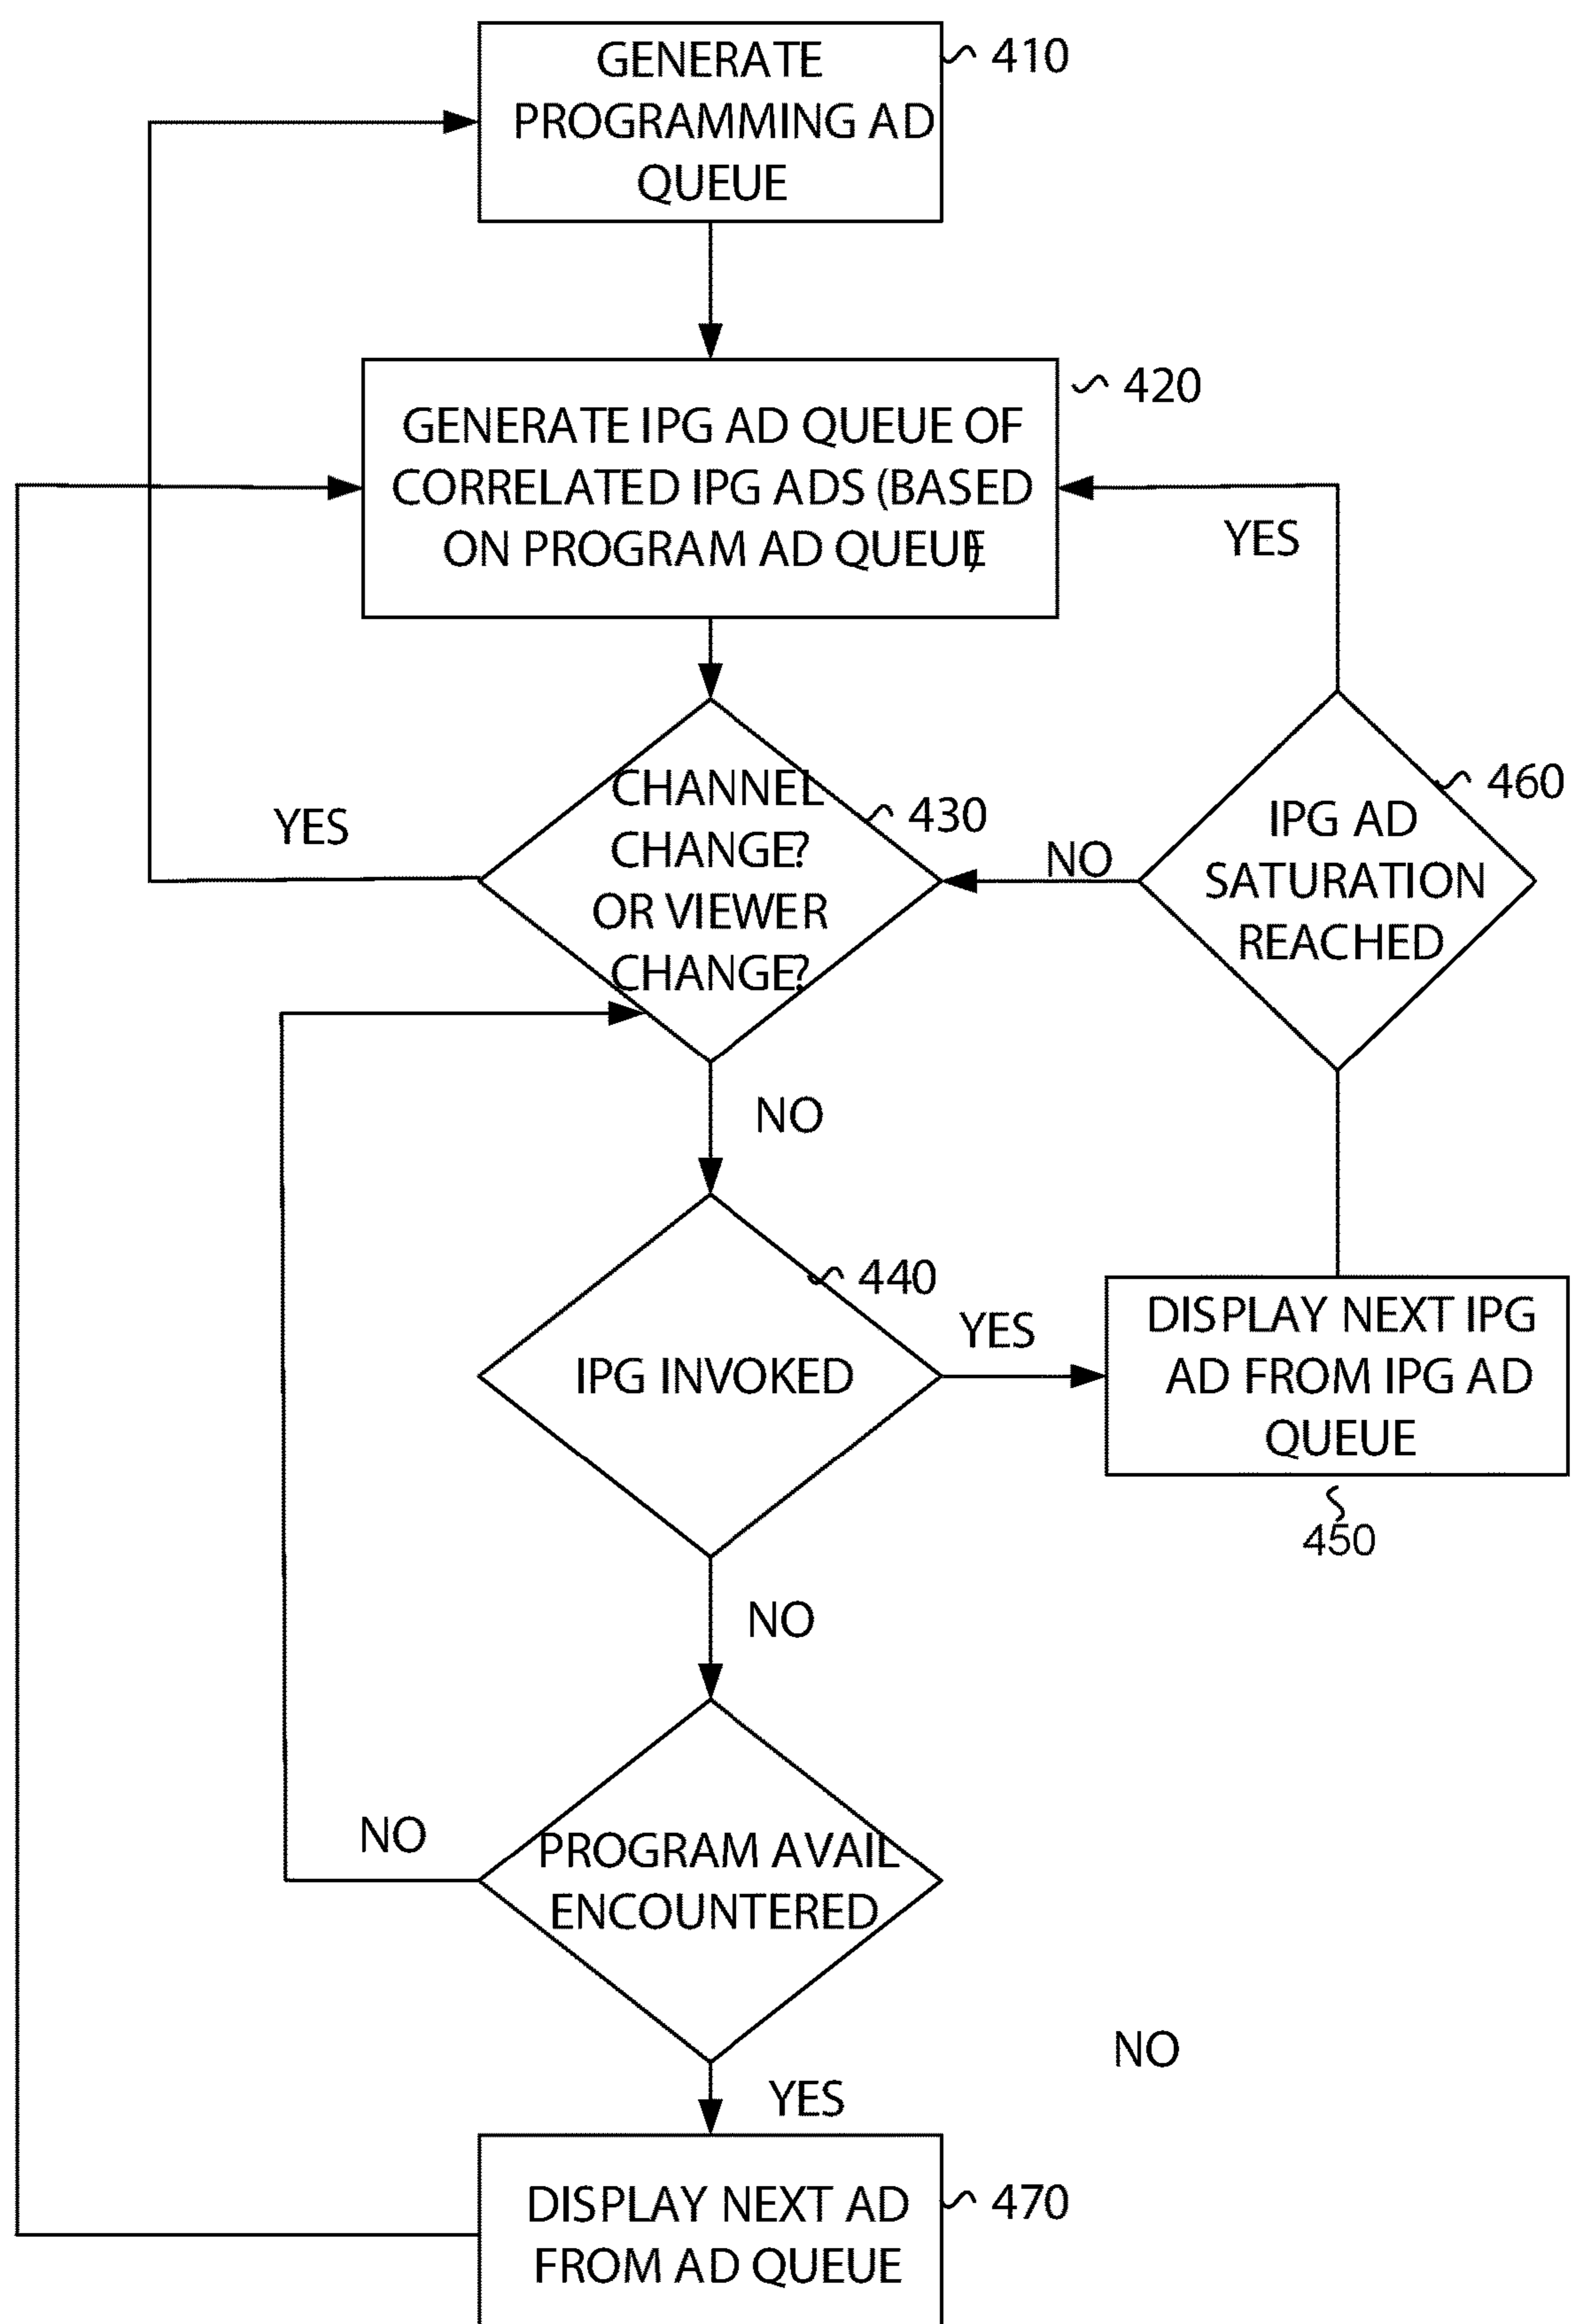 GENERATE
PROGRAMMING AD
QUEUE
410
GENERATE IPG AD QUEUE OF
CORRELATED IPG ADS (BASED
ON PROGRAM AD QUEUE)
420
YES
CHANNEL
CHANGE?
OR VIEWER
CHANGE?
430
YES
NO
IPG AD
SATURATION
REACHED
460
NO
IPG INVOKED
440
YES
DISPLAY NEXT IPG
AD FROM IPG AD
QUEUE
450
NO
PROGRAM AVAIL
ENCOUNTERED
NO
NO
YES
DISPLAY NEXT AD
FROM AD QUEUE
470